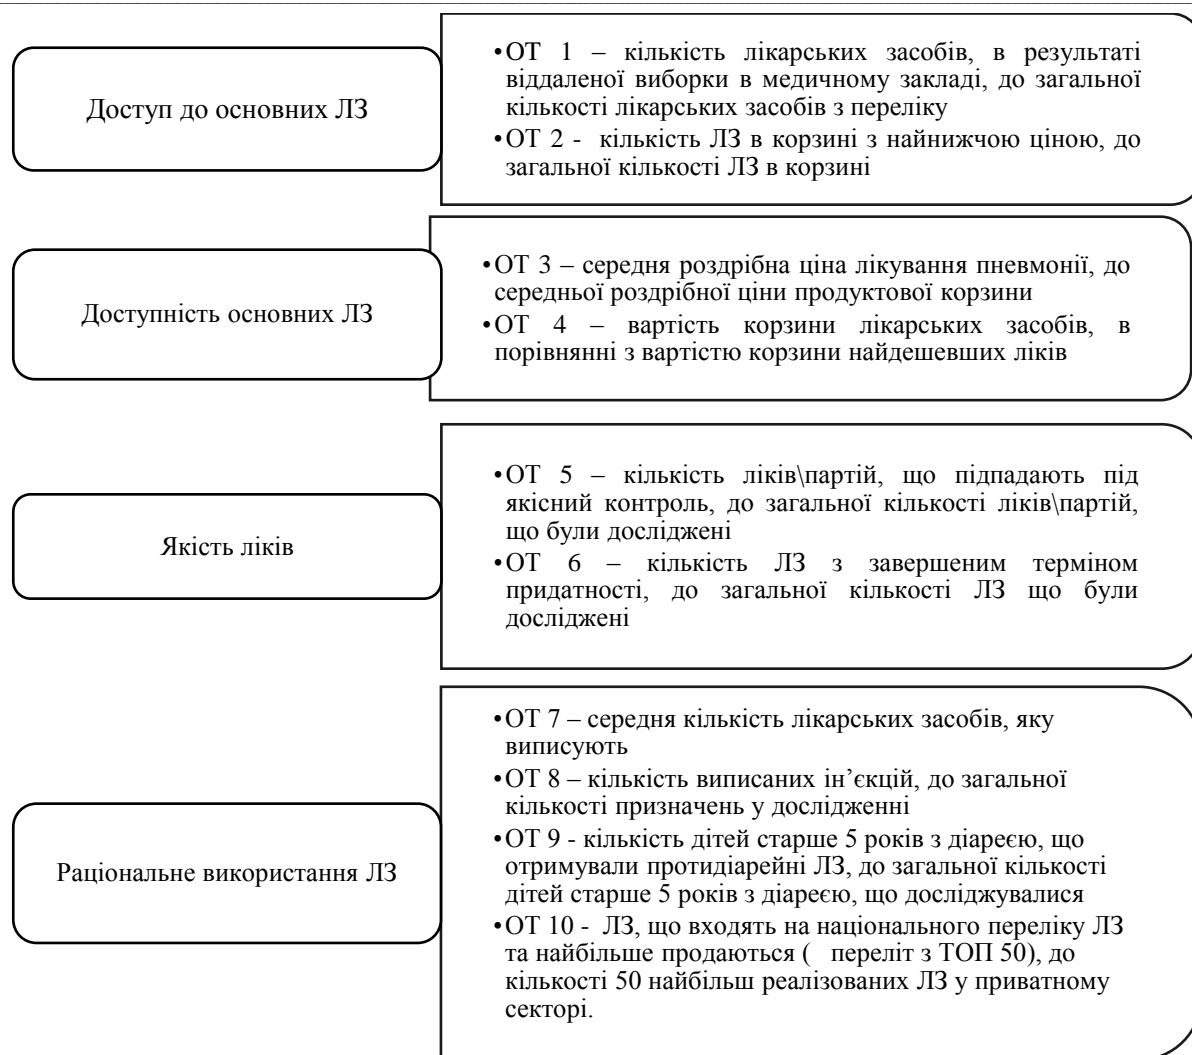 Доступ до основних ЛЗ
•ОТ 1 – кількість лікарських засобів, в результаті
віддаленої виборки в медичному закладі, до загальної
кількості лікарських засобів з переліку
•ОТ 2 - кількість ЛЗ в корзині з найнижчою ціною, до
загальної кількості ЛЗ в корзині
Доступність основних ЛЗ
•ОТ 3 – середня роздрібна ціна лікування пневмонії, до
середньої роздрібної ціни продуктової корзини
•ОТ 4 – вартість корзини лікарських засобів, в
порівнянні з вартістю корзини найдешевших ліків
Якість ліків
•ОТ 5 – кількість ліків\партій, що підпадають під
якісний контроль, до загальної кількості ліків\партій,
що були досліджені
•ОТ 6 – кількість ЛЗ з завершеним терміном
придатності, до загальної кількості ЛЗ що були
досліджені
Раціональне використання ЛЗ
•ОТ 7 – середня кількість лікарських засобів, яку
виписують
•ОТ 8 – кількість виписаних ін’єкцій, до загальної
кількості призначень у дослідженні
•ОТ 9 - кількість дітей старше 5 років з діареєю, що
отримували протидіарейні ЛЗ, до загальної кількості
дітей старше 5 років з діареєю, що досліджувалися
•ОТ 10 - ЛЗ, що входять на національного переліку ЛЗ
та найбільше продаються ( переліт з ТОП 50), до
кількості 50 найбільш реалізованих ЛЗ у приватному
секторі.